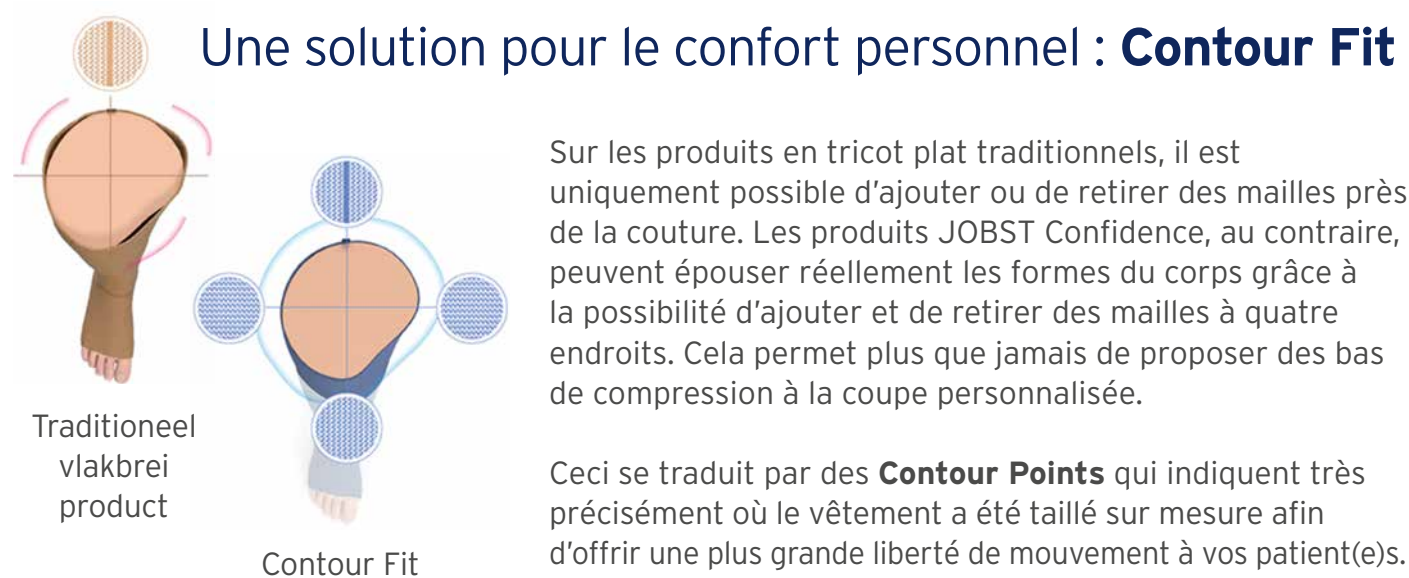 Une solution pour le confort personnel : Contour Fit
Sur les produits en tricot plat traditionnels, il est
uniquement possible d’ajouter ou de retirer des mailles près
de la couture. Les produits JOBST Confidence, au contraire,
peuvent épouser réellement les formes du corps grâce à
la possibilité d’ajouter et de retirer des mailles à quatre
endroits. Cela permet plus que jamais de proposer des bas
de compression à la coupe personnalisée.
Ceci se traduit par des Contour Points qui indiquent très
précisément où le vêtement a été taillé sur mesure afin
d’offrir une plus grande liberté de mouvement à vos patient(e)s.
Traditioneel
vlakbrei
product
Contour Fit